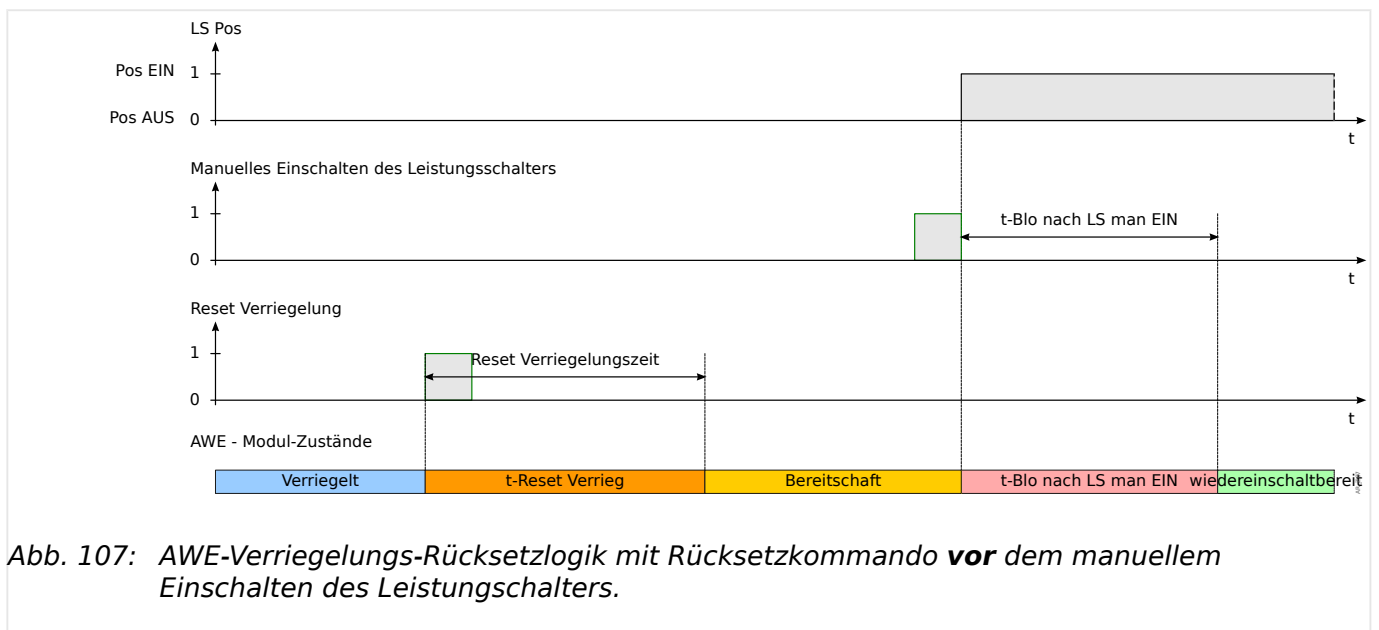 LS Pos
Pos EIN 1
Pos AUS 0
t
Manuelles Einschalten des Leistungsschalters
1
t-Blo nach LS man EIN
0
t
Reset Verriegelung
1
Reset Verriegelungszeit
0
t
AWE - Modul-Zustände
Verriegelt t-Reset Verrieg Bereitschaft t-Blo nach LS man EIN wiedereinschaltbereit
Abb. 107: AWE-Verriegelungs-Rücksetzlogik mit Rücksetzkommando vor dem manuellem
Einschalten des Leistungschalters.